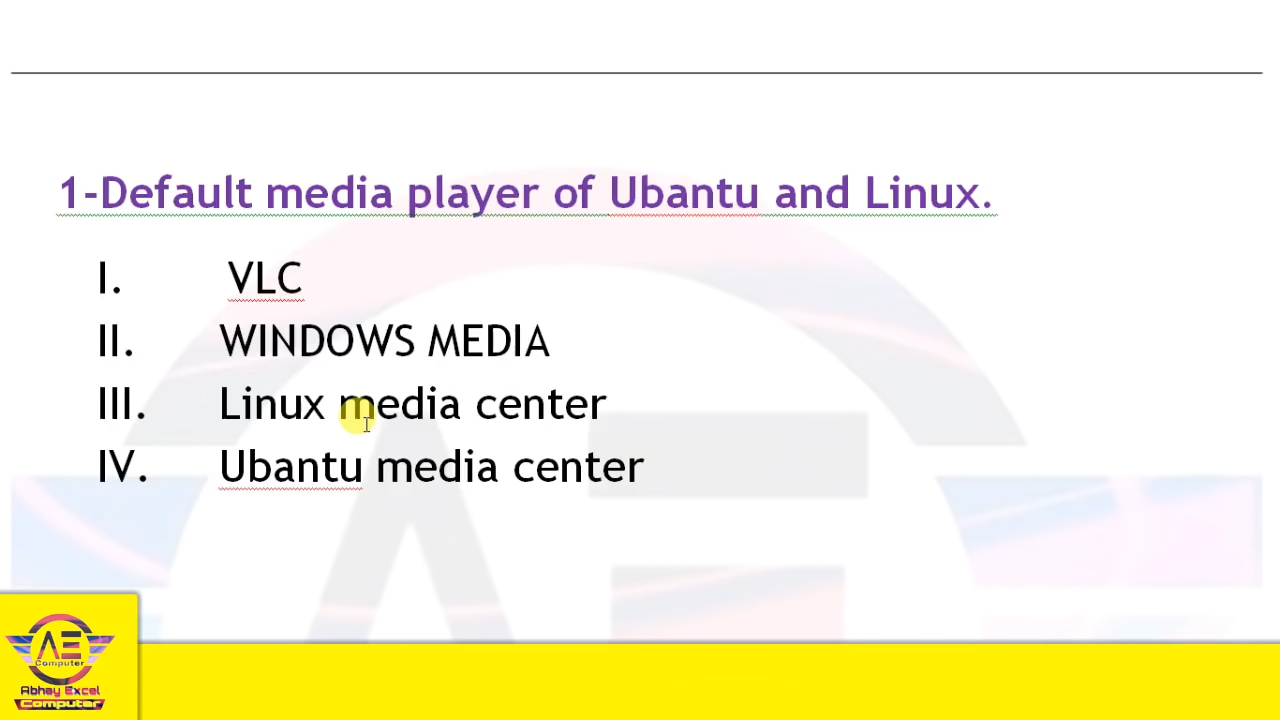 1-Default media player of Ubantu and Linux.
I. VLC
II. WINDOWS MEDIA
III. Linux media center
IV. Ubantu media center
AE
Computer
Abhay Excel
Computer